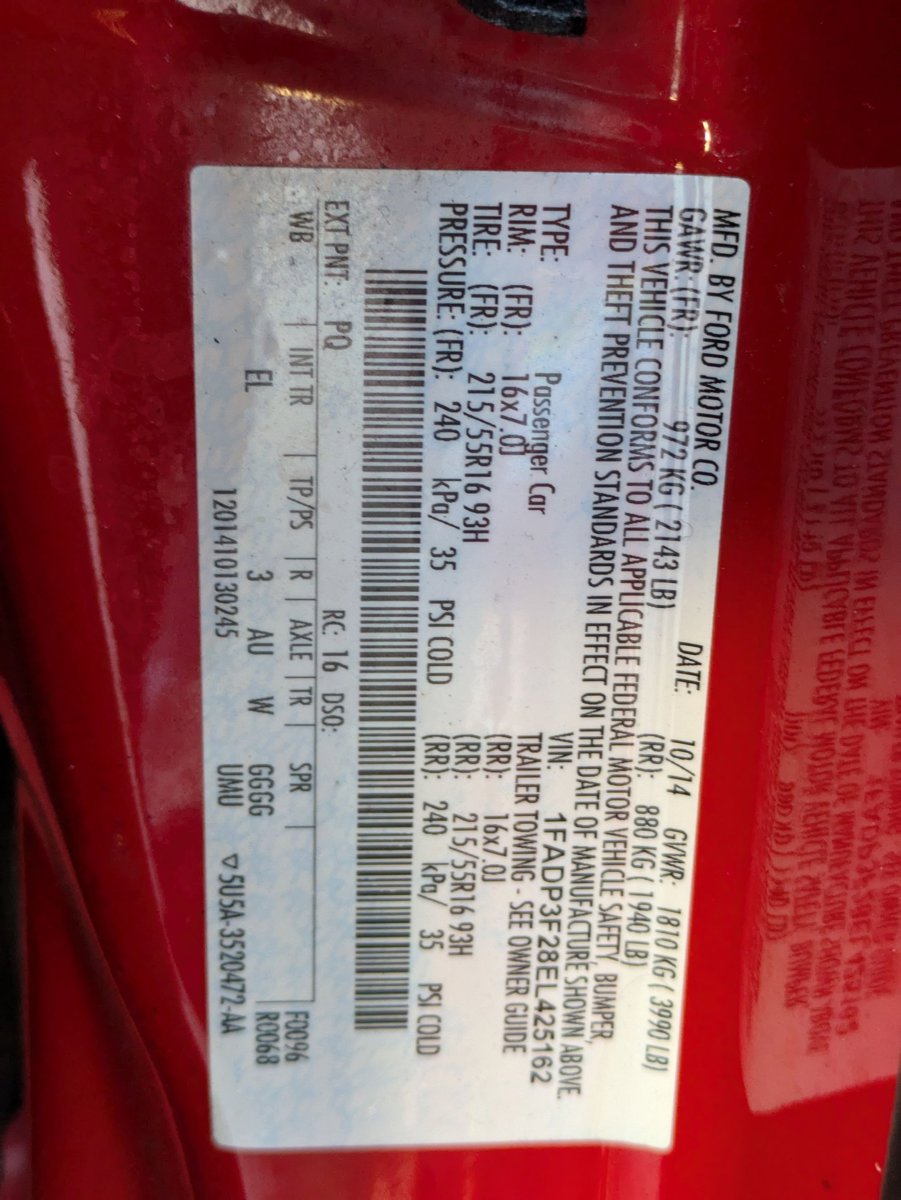 MFD. BY FORD MOTOR CO.
DATE: 10/14 GVWR: 1810 KG ( 3990 LB)
GAWR: (FR): 972 KG ( 2143 LB) (RR): 880 KG ( 1940 LB)
THIS VEHICLE CONFORMS TO ALL APPLICABLE FEDERAL MOTOR VEHICLE SAFETY, BUMPER,
AND THEFT PREVENTION STANDARDS IN EFFECT ON THE DATE OF MANUFACTURE SHOWN ABOVE.
VIN: 1FADP3F28EL425162
TYPE: Passenger Car TRAILER TOWING - SEE OWNER GUIDE
RIM: (FR): 16x7.0J (RR): 16x7.0J
TIRE: (FR): 215/55R16 93H (RR): 215/55R16 93H
PRESSURE: (FR): 240 kPa/ 35 PSI COLD (RR): 240 kPa/ 35 PSI COLD
EXT PNT: PQ RC: 16 DSO: F0096
WB INT TR TP/PS R AXLE TR SPR R0068
EL 3 AU W GGGG
1201410130245 UMU ▽5U5A-3520472-AA